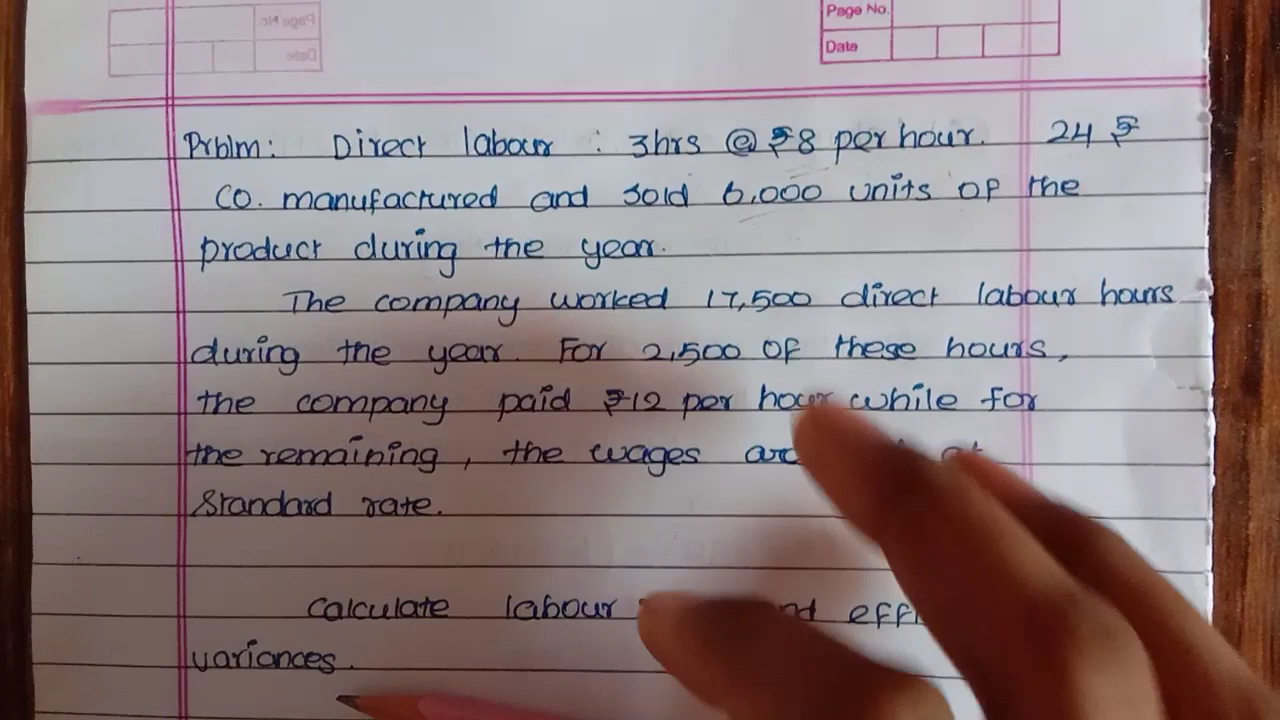 Page No.
Date
Prblm: Direct labour : 3hrs @ ₹8 per hour. 24 ₹
CO. manufactured and sold 6,000 units of the
product during the year.
The company worked 17,500 direct labour hours
during the year. For 2,500 of these hours,
the company paid ₹12 per hour while for
the remaining, the wages
Standard rate.
Calculate labour
variances.